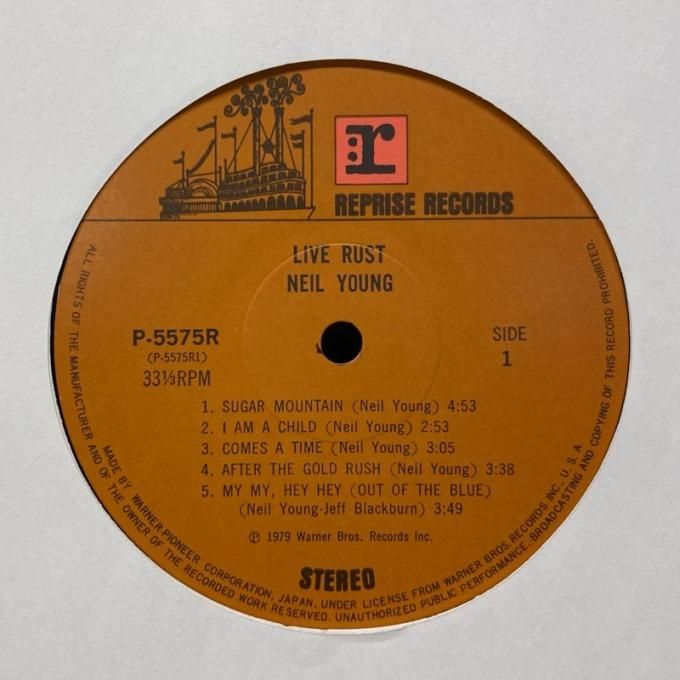 r
REPRISE RECORDS
LIVE RUST
NEIL YOUNG
P-5575R
(P-5575R1)
33⅓RPM
SIDE
1
1. SUGAR MOUNTAIN (Neil Young) 4:53
2. I AM A CHILD (Neil Young) 2:53
3. COMES A TIME (Neil Young) 3:05
4. AFTER THE GOLD RUSH (Neil Young) 3:38
5. MY MY, HEY HEY (OUT OF THE BLUE)
(Neil Young-Jeff Blackburn) 3:49
Ⓟ 1979 Warner Bros. Records Inc.
STEREO
ALL RIGHTS OF THE MANUFACTURER AND OF THE OWNER OF THE RECORDED WORK RESERVED. UNAUTHORIZED PUBLIC PERFORMANCE·BROADCASTING AND COPYING OF THIS RECORD PROHIBITED·
MADE BY WARNER-PIONEER CORPORATION, JAPAN, UNDER LICENSE FROM WARNER BROS. RECORDS INC., U. S. A.